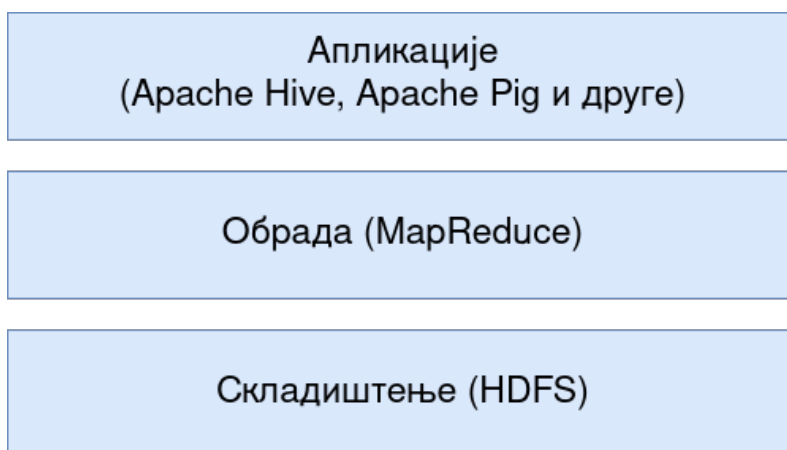 Апликације
(Apache Hive, Apache Pig и друге)
Обрада (MapReduce)
Складиштење (HDFS)